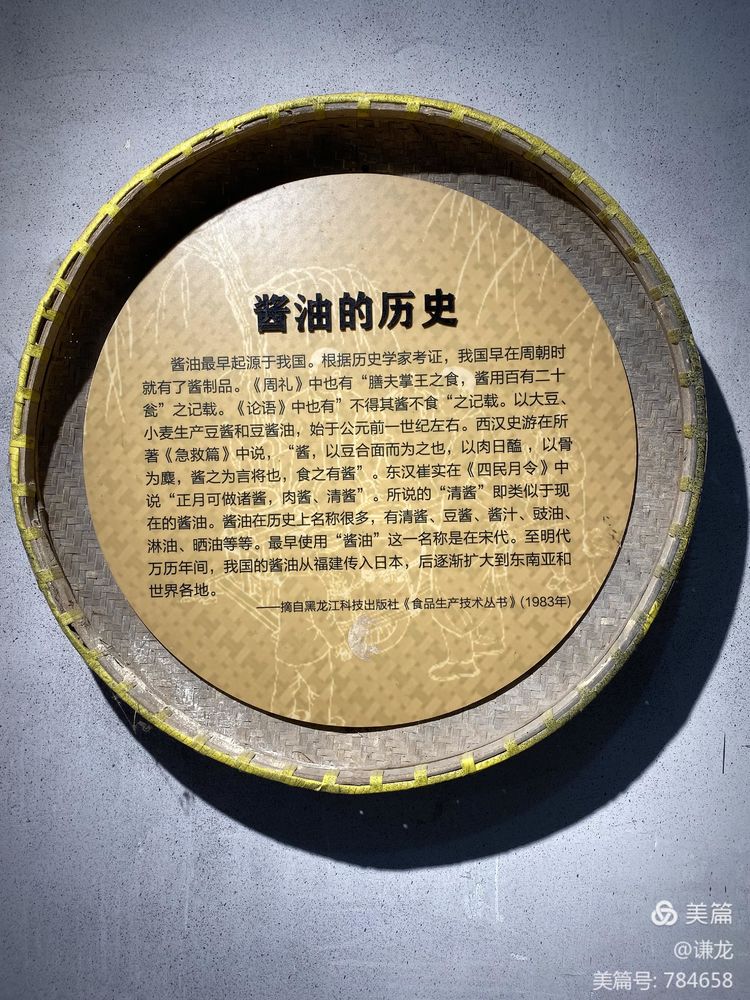 酱油的历史
酱油最早起源于我国。根据历史学家考证，我国早在周朝时
就有了酱制品。《周礼》中也有“膳夫掌王之食，酱用百有二十
瓮”之记载。《论语》中也有”不得其酱不食“之记载。以大豆、
小麦生产豆酱和豆酱油，始于公元前一世纪左右。西汉史游在所
著《急救篇》中说，“酱，以豆合面而为之也，以肉日醢 ，以骨
为麋，酱之为言将也，食之有酱”。东汉崔实在《四民月令》中
说“正月可做诸酱，肉酱、清酱”。所说的“清酱”即类似于现
在的酱油。酱油在历史上名称很多，有清酱、豆酱、酱汁、豉油、
淋油、晒油等等。最早使用“酱油”这一名称是在宋代。至明代
万历年间，我国的酱油从福建传入日本，后逐渐扩大到东南亚和
世界各地。
——摘自黑龙江科技出版社《食品生产技术丛书》(1983年)
美篇
@谦龙
美篇号: 784658